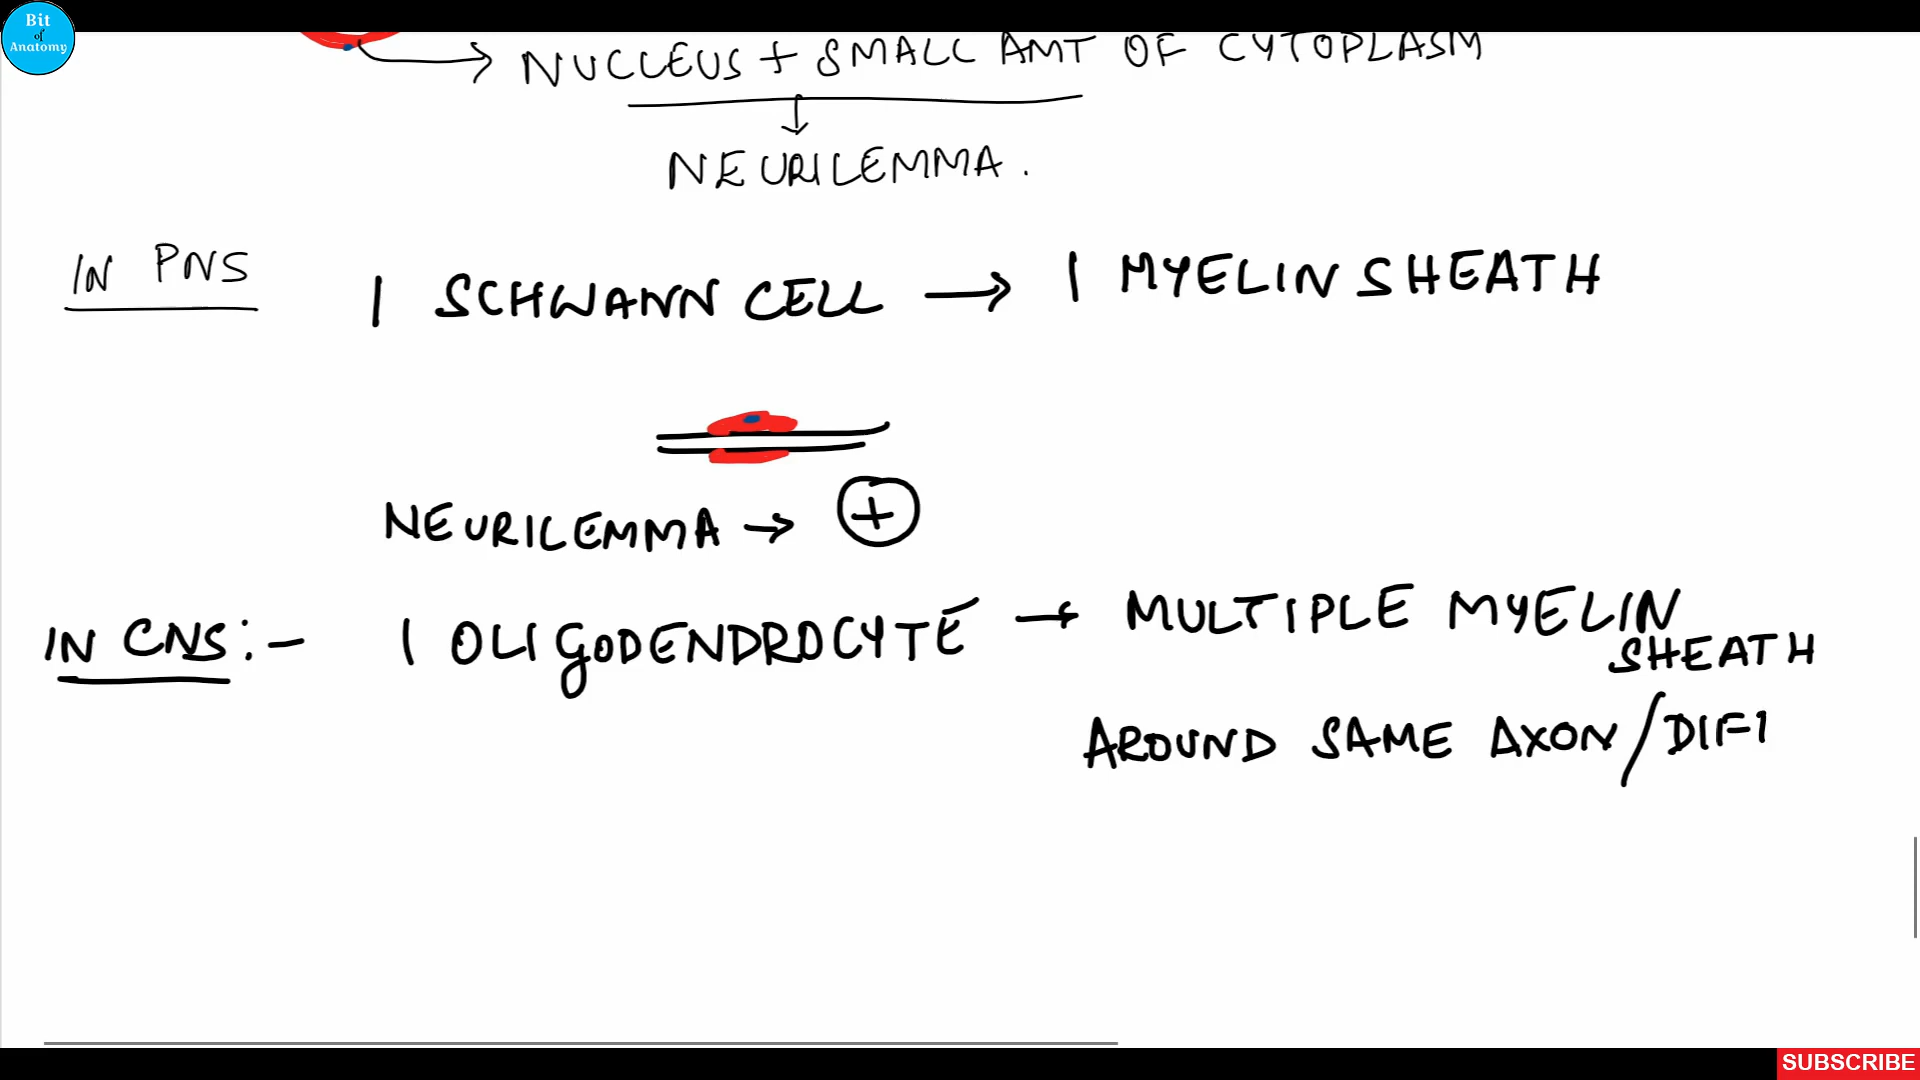 Bit
of
Anatomy
NUCLEUS + SMALL AMT OF CYTOPLASM
NEURILEMMA.
IN PNS
1 SCHWANN CELL → 1 MYELIN SHEATH
NEURILEMMA → +
IN CNS:- 1 OLIGODENDROCYTE → MULTIPLE MYELIN
SHEATH
AROUND SAME AXON/DIFF
SUBSCRIBE